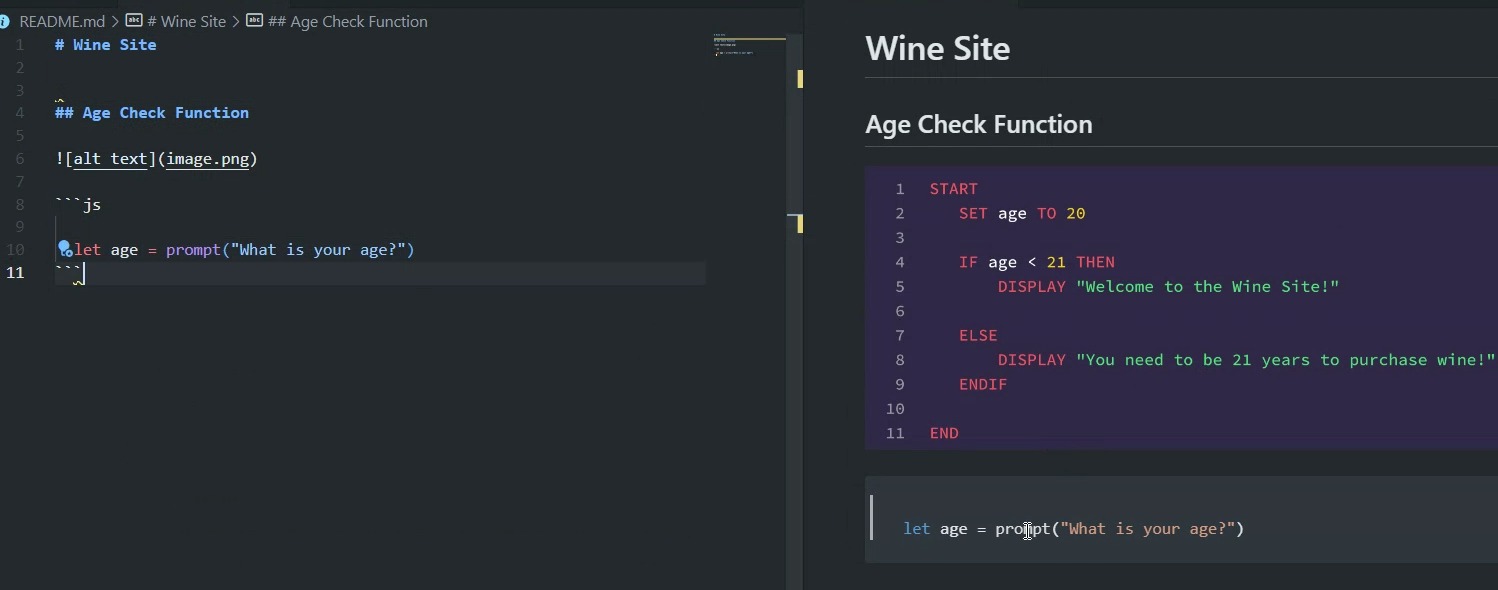 README.md > # Wine Site > ## Age Check Function
1 # Wine Site
2
3
4 ## Age Check Function
5
6 ![alt text](image.png)
7
8 ```js
9
10 let age = prompt("What is your age?")
11 ```
Wine Site
Age Check Function
1 START
2 SET age TO 20
3
4 IF age < 21 THEN
5 DISPLAY "Welcome to the Wine Site!"
6
7 ELSE
8 DISPLAY "You need to be 21 years to purchase wine!"
9 ENDIF
10
11 END
let age = prompt("What is your age?")